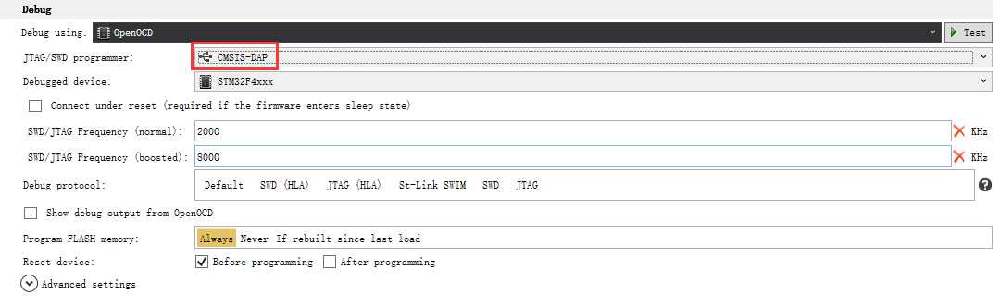 Debug
Debug using: OpenOCD Test
JTAG/SWD programmer: CMSIS-DAP
Debugged device: STM32F4xxx
Connect under reset (required if the firmware enters sleep state)
SWD/JTAG Frequency (normal): 2000 KHz
SWD/JTAG Frequency (boosted): 8000 KHz
Debug protocol: Default SWD (HLA) JTAG (HLA) St-Link SWIM SWD JTAG
Show debug output from OpenOCD
Program FLASH memory: Always Never If rebuilt since last load
Reset device: Before programming After programming
Advanced settings